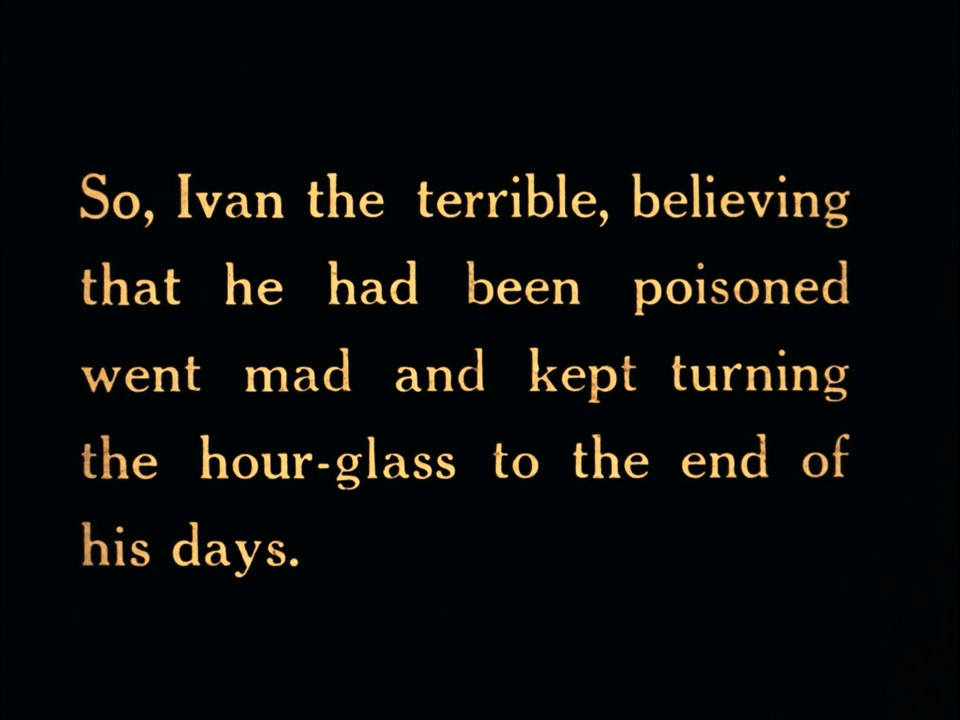 So, Ivan the terrible, believing
that he had been poisoned
went mad and kept turning
the hour-glass to the end of
his days.